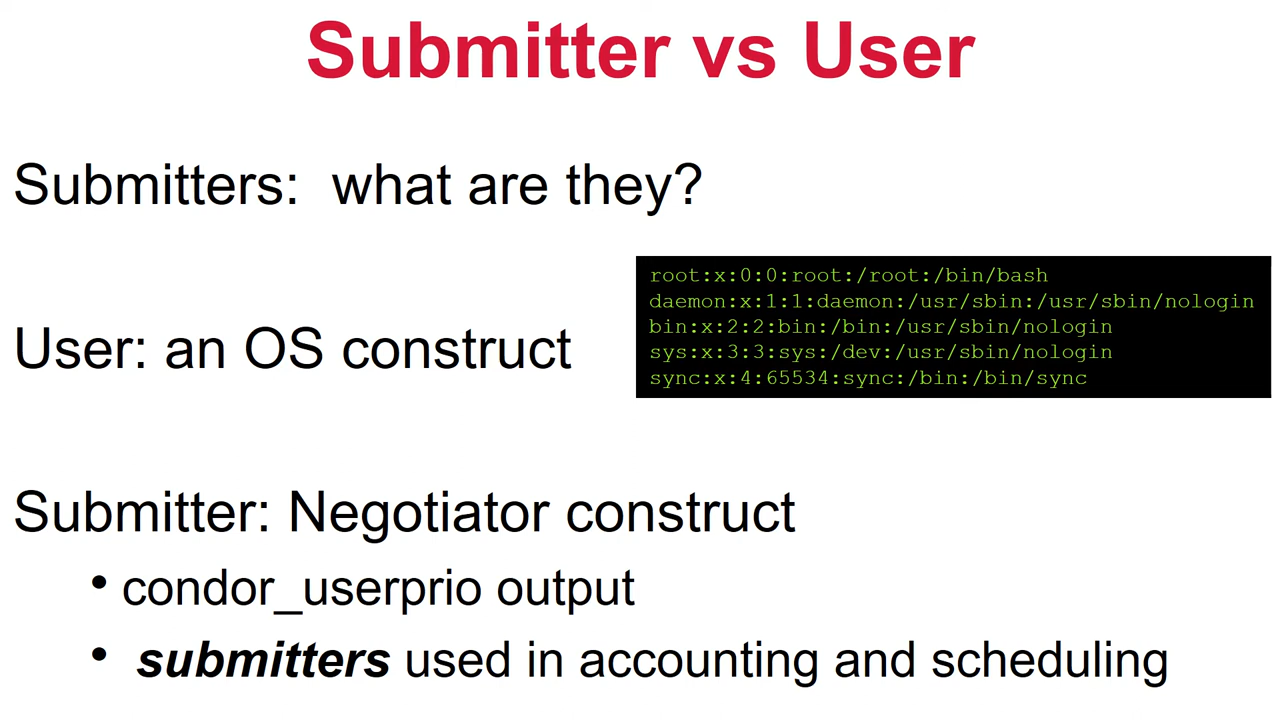 Submitter vs User
Submitters:  what are they?
root:x:0:0:root:/root:/bin/bash
daemon:x:1:1:daemon:/usr/sbin:/usr/sbin/nologin
bin:x:2:2:bin:/bin:/usr/sbin/nologin
sys:x:3:3:sys:/dev:/usr/sbin/nologin
sync:x:4:65534:sync:/bin:/bin/sync
User: an OS construct
Submitter: Negotiator construct
• condor_userprio output
• submitters used in accounting and scheduling